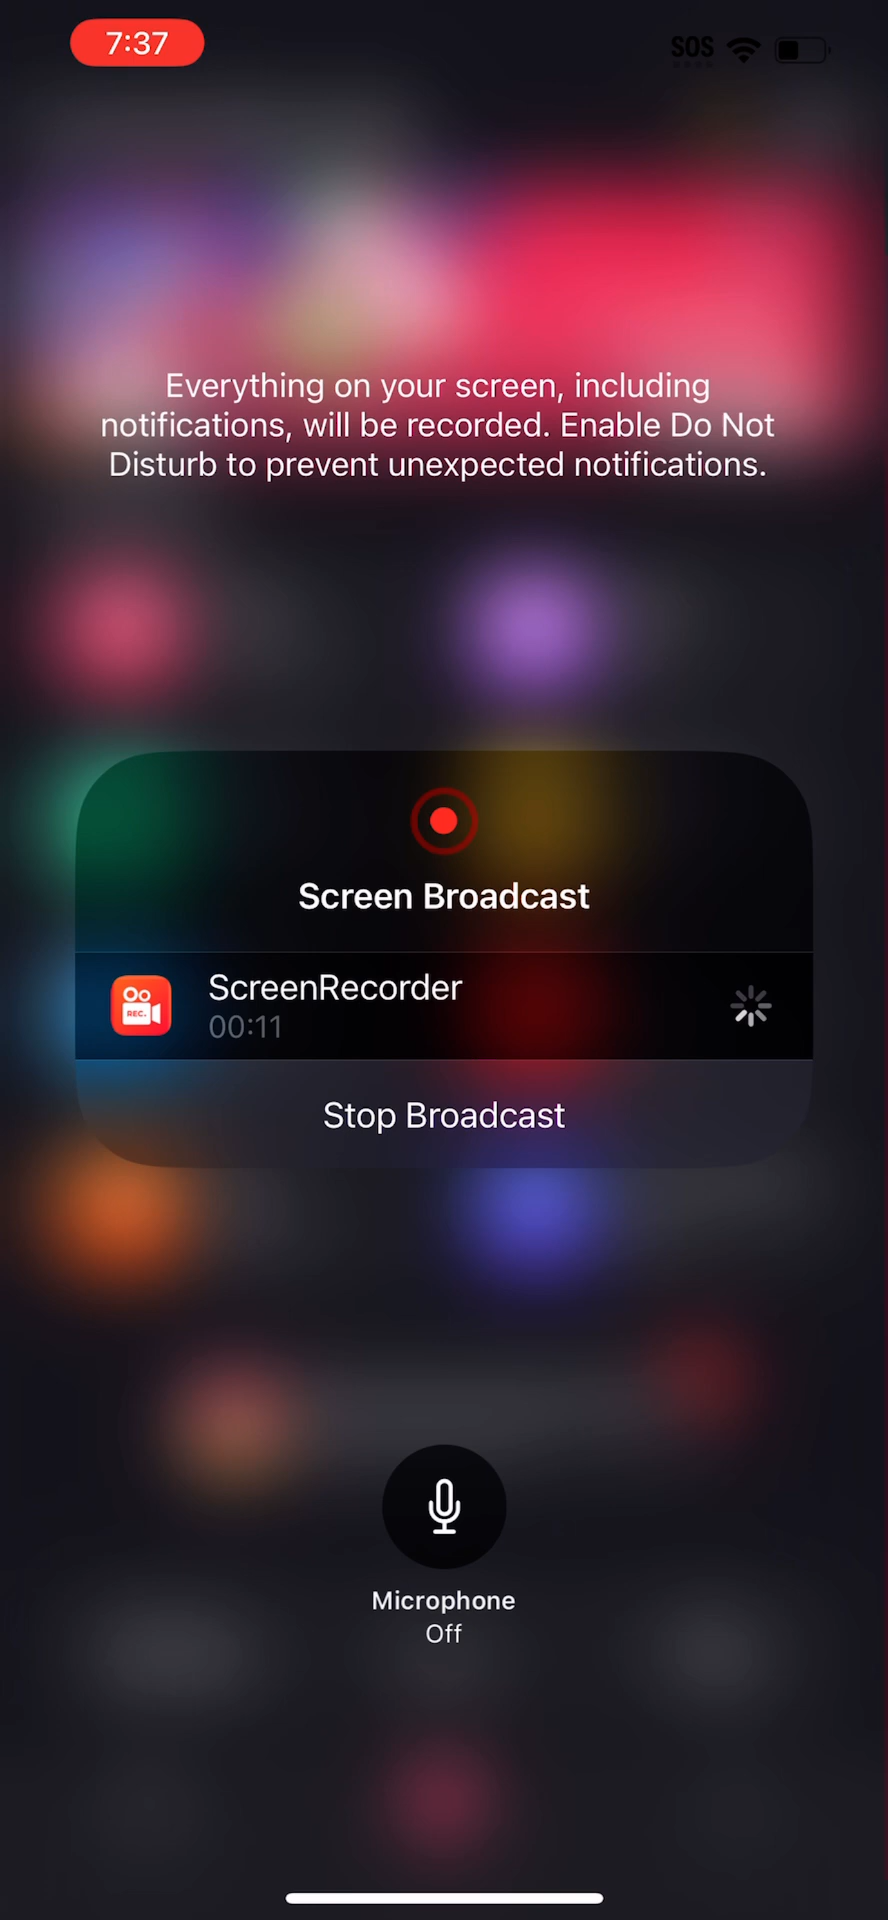 7:37
SOS
Everything on your screen, including
notifications, will be recorded. Enable Do Not
Disturb to prevent unexpected notifications.
Screen Broadcast
REC.
ScreenRecorder
00:11
Stop Broadcast
Microphone
Off